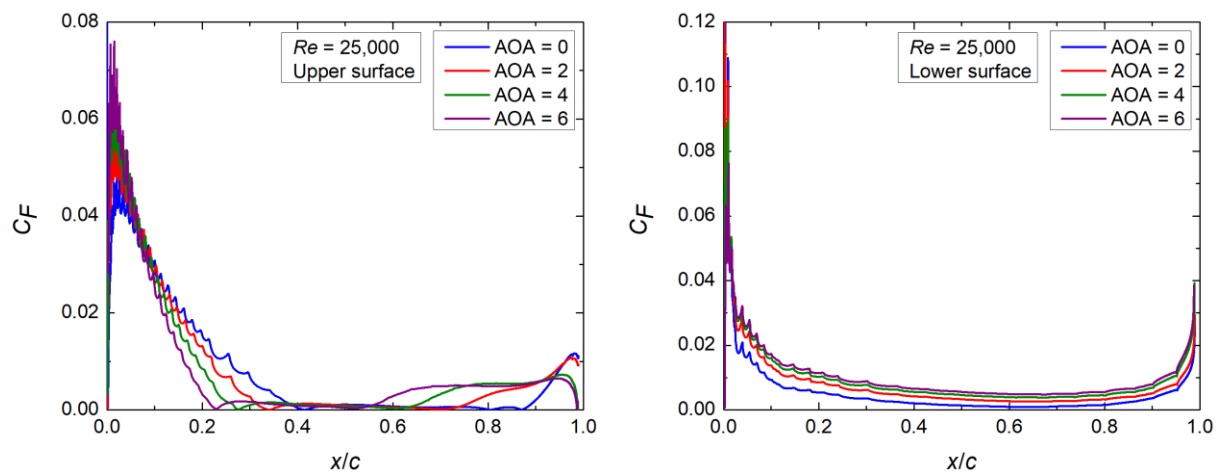 0.08
0.06
0.04
0.02
0.00
C_F
0.0 0.2 0.4 0.6 0.8 1.0
x/c
Re = 25,000
Upper surface
AOA = 0
AOA = 2
AOA = 4
AOA = 6
0.12
0.10
0.08
0.06
0.04
0.02
0.00
C_F
0.0 0.2 0.4 0.6 0.8 1.0
x/c
Re = 25,000
Lower surface
AOA = 0
AOA = 2
AOA = 4
AOA = 6